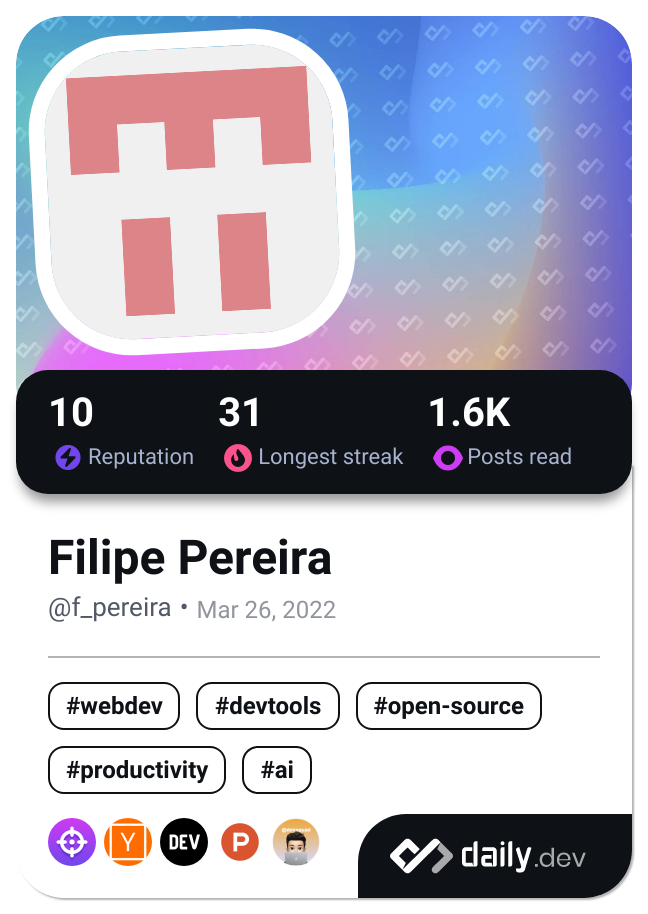 10 31 1.6K
Reputation Longest streak Posts read
Filipe Pereira
@f_pereira • Mar 26, 2022
#webdev #devtools #open-source
#productivity #ai
Y DEV P
daily.dev